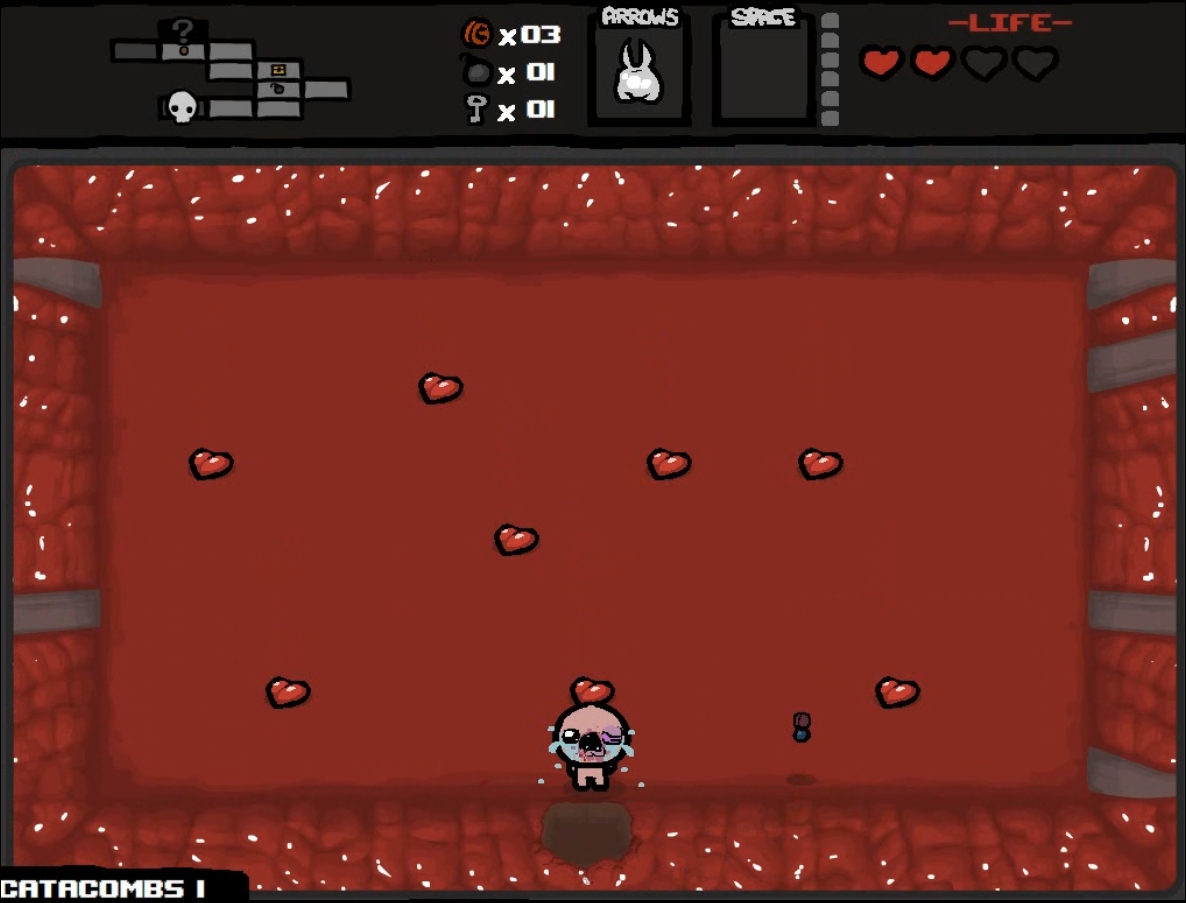 ?
x03
x 01
x 01
ARROWS
SPACE
-LIFE-
CATACOMBS I